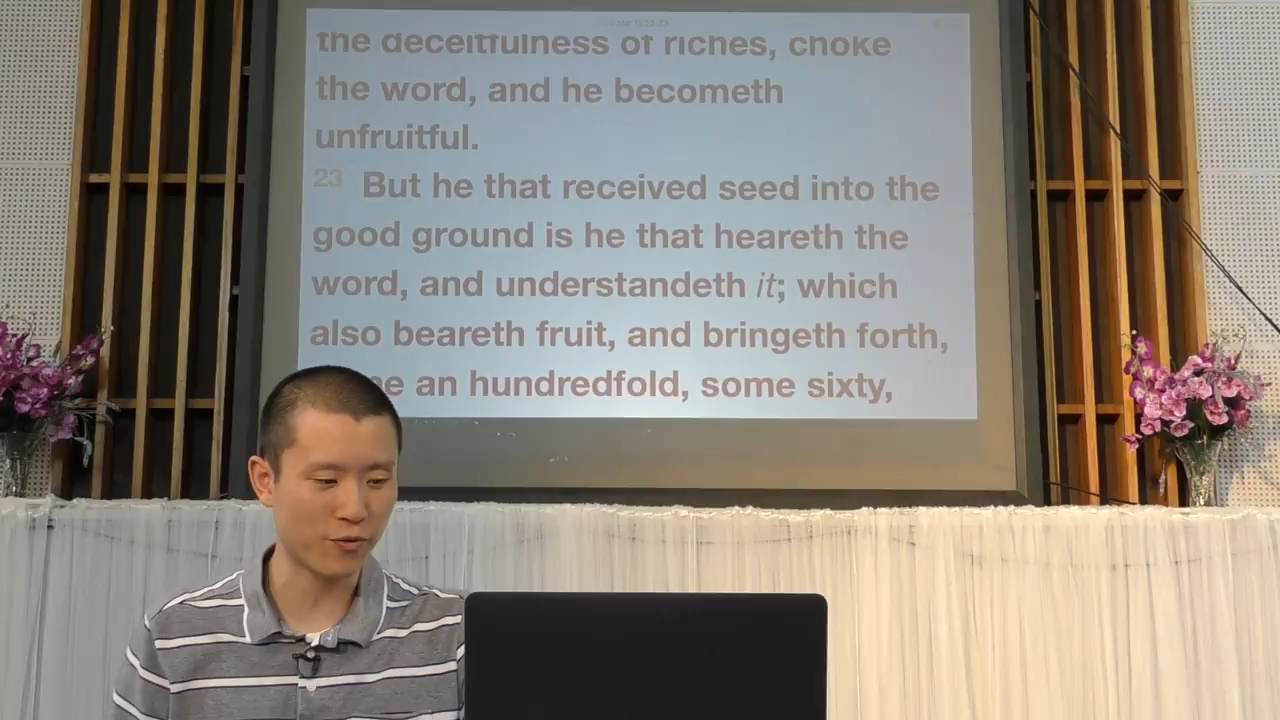 the deceitfulness of riches, choke
the word, and he becometh
unfruitful.
23 But he that received seed into the
good ground is he that heareth the
word, and understandeth it; which
also beareth fruit, and bringeth forth,
an hundredfold, some sixty,